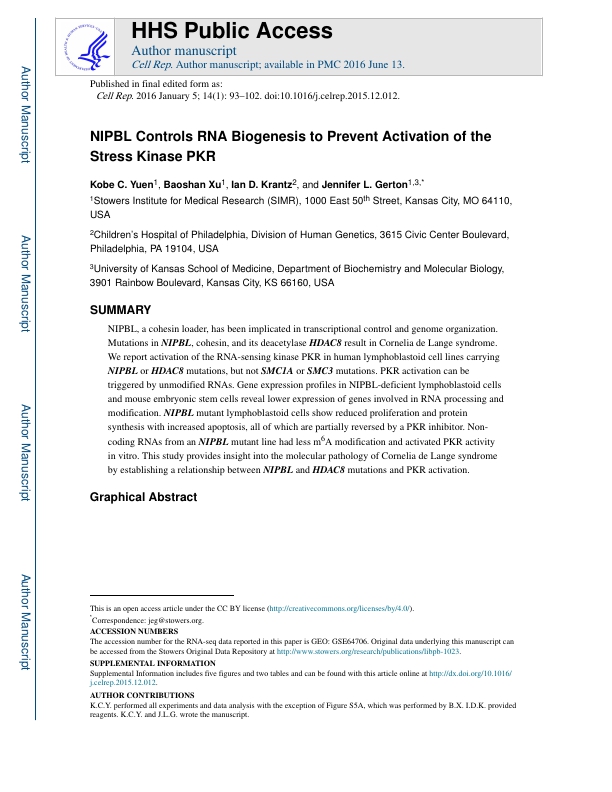 HHS Public Access
Author manuscript
Cell Rep. Author manuscript; available in PMC 2016 June 13.
Published in final edited form as:
Cell Rep. 2016 January 5; 14(1): 93–102. doi:10.1016/j.celrep.2015.12.012.
NIPBL Controls RNA Biogenesis to Prevent Activation of the
Stress Kinase PKR
Kobe C. Yuen1, Baoshan Xu1, Ian D. Krantz2, and Jennifer L. Gerton1,3,*
1Stowers Institute for Medical Research (SIMR), 1000 East 50th Street, Kansas City, MO 64110,
USA
2Children's Hospital of Philadelphia, Division of Human Genetics, 3615 Civic Center Boulevard,
Philadelphia, PA 19104, USA
3University of Kansas School of Medicine, Department of Biochemistry and Molecular Biology,
3901 Rainbow Boulevard, Kansas City, KS 66160, USA
SUMMARY
NIPBL, a cohesin loader, has been implicated in transcriptional control and genome organization.
Mutations in NIPBL, cohesin, and its deacetylase HDAC8 result in Cornelia de Lange syndrome.
We report activation of the RNA-sensing kinase PKR in human lymphoblastoid cell lines carrying
NIPBL or HDAC8 mutations, but not SMC1A or SMC3 mutations. PKR activation can be
triggered by unmodified RNAs. Gene expression profiles in NIPBL-deficient lymphoblastoid cells
and mouse embryonic stem cells reveal lower expression of genes involved in RNA processing and
modification. NIPBL mutant lymphoblastoid cells show reduced proliferation and protein
synthesis with increased apoptosis, all of which are partially reversed by a PKR inhibitor. Non-
coding RNAs from an NIPBL mutant line had less m6A modification and activated PKR activity
in vitro. This study provides insight into the molecular pathology of Cornelia de Lange syndrome
by establishing a relationship between NIPBL and HDAC8 mutations and PKR activation.
Graphical Abstract
This is an open access article under the CC BY license (http://creativecommons.org/licenses/by/4.0/).
*Correspondence: jeg@stowers.org.
ACCESSION NUMBERS
The accession number for the RNA-seq data reported in this paper is GEO: GSE64706. Original data underlying this manuscript can
be accessed from the Stowers Original Data Repository at http://www.stowers.org/research/publications/libpb-1023.
SUPPLEMENTAL INFORMATION
Supplemental Information includes five figures and two tables and can be found with this article online at http://dx.doi.org/10.1016/
j.celrep.2015.12.012.
AUTHOR CONTRIBUTIONS
K.C.Y. performed all experiments and data analysis with the exception of Figure S5A, which was performed by B.X. I.D.K. provided
reagents. K.C.Y. and J.L.G. wrote the manuscript.
Author Manuscript
Author Manuscript
Author Manuscript
Author Manuscript